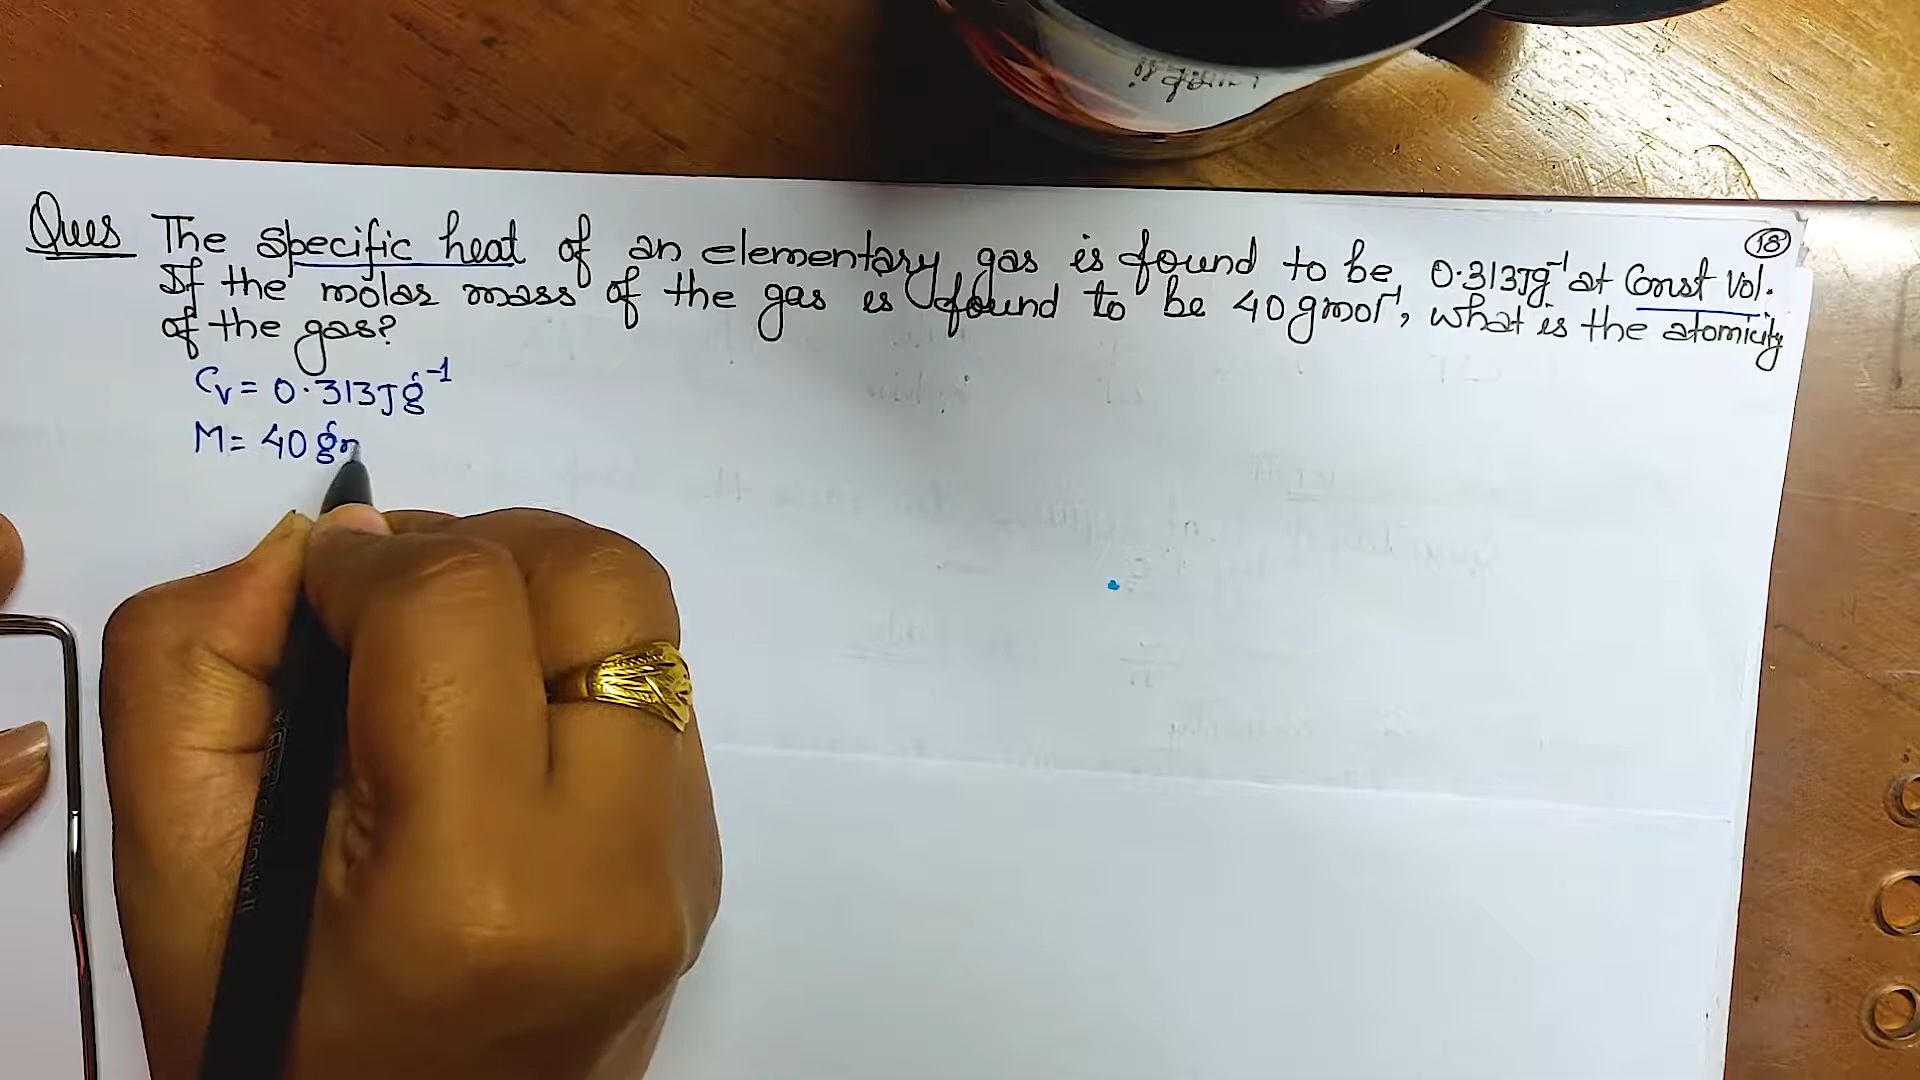 18
Ques The specific heat of an elementary gas is found to be 0.313Jg⁻¹ at Const Vol.
If the molar mass of the gas is found to be 40gmol⁻¹, what is the atomicity
of the gas?
Cv = 0.313Jg⁻¹
M = 40 gm